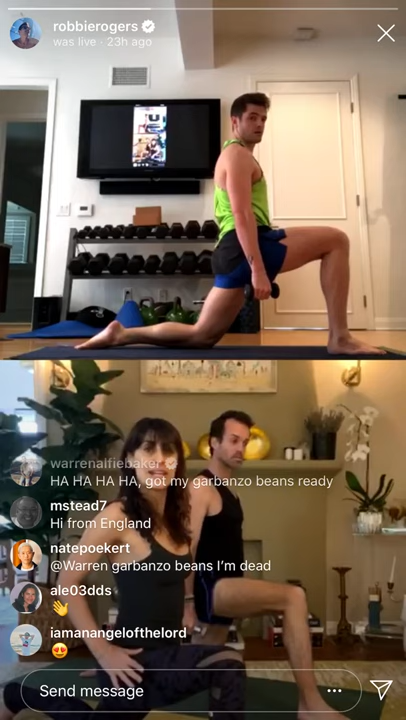 robbierogers
was live · 23h ago
warrenalfiebaker
HA HA HA HA, got my garbanzo beans ready
mstead7
Hi from England
natepoekert
@Warren garbanzo beans I'm dead
ale03dds
👋
iamanangelofthelord
😍
Send message